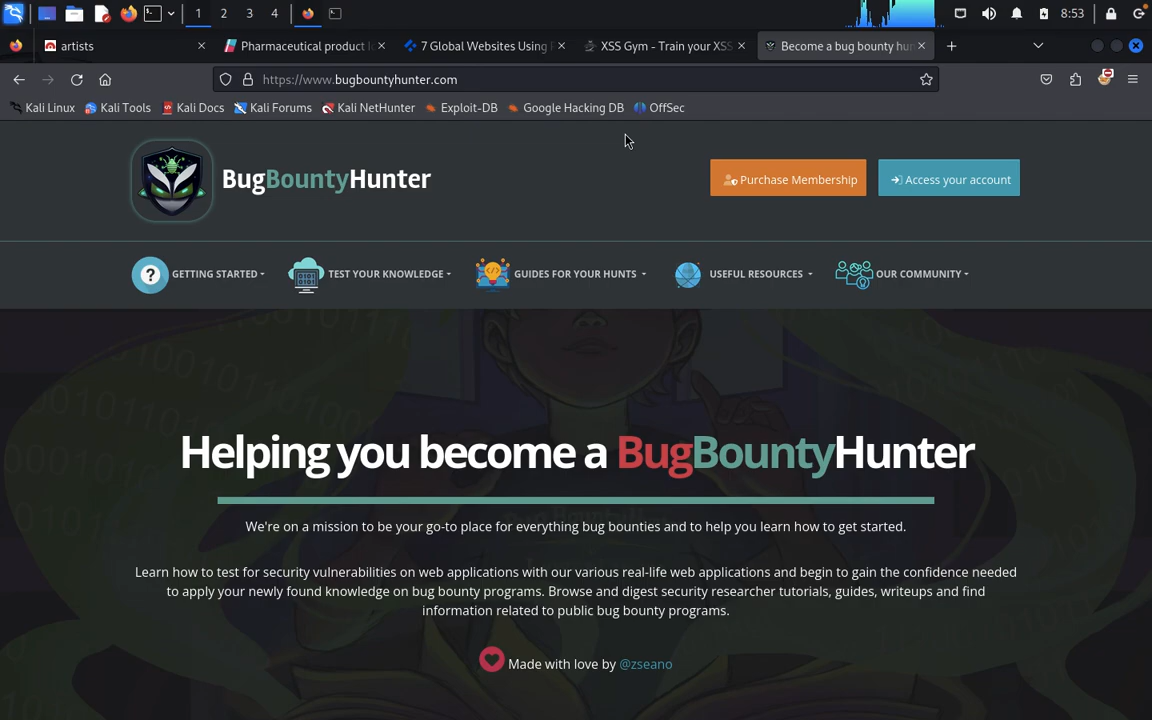 1 2 3 4 8:53
artists
Pharmaceutical product
7 Global Websites Using
XSS Gym - Train your XSS
Become a bug bounty hun
https://www.bugbountyhunter.com
Kali Linux Kali Tools Kali Docs Kali Forums Kali NetHunter Exploit-DB Google Hacking DB OffSec
BugBountyHunter
Purchase Membership
Access your account
GETTING STARTED TEST YOUR KNOWLEDGE GUIDES FOR YOUR HUNTS USEFUL RESOURCES OUR COMMUNITY
Helping you become a BugBountyHunter
We're on a mission to be your go-to place for everything bug bounties and to help you learn how to get started.
Learn how to test for security vulnerabilities on web applications with our various real-life web applications and begin to gain the confidence needed
to apply your newly found knowledge on bug bounty programs. Browse and digest security researcher tutorials, guides, writeups and find
information related to public bug bounty programs.
Made with love by @zseano